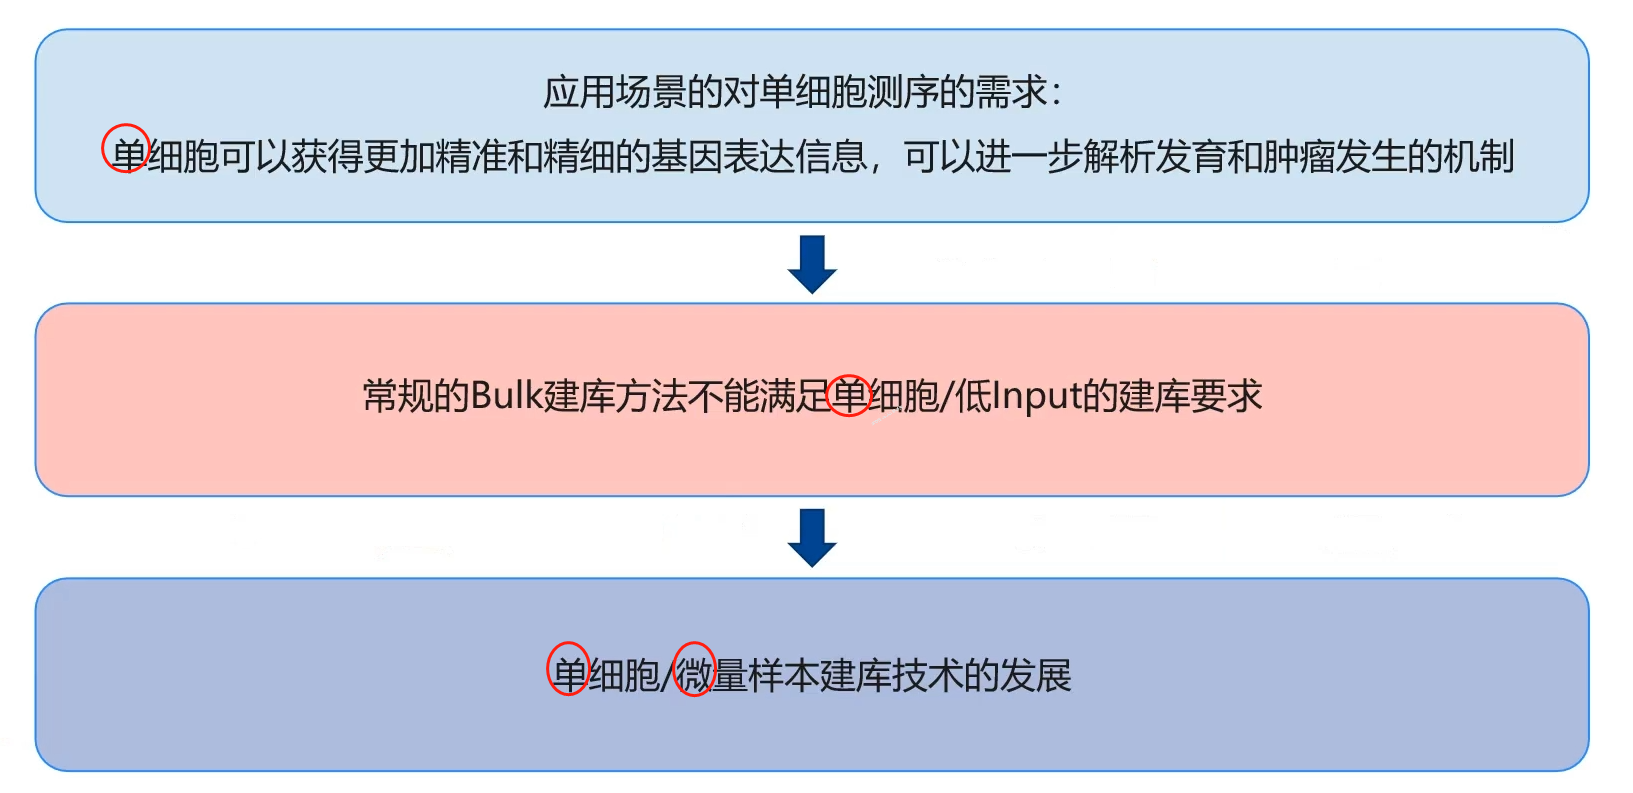 应用场景的对单细胞测序的需求：
单细胞可以获得更加精准和精细的基因表达信息，可以进一步解析发育和肿瘤发生的机制
常规的Bulk建库方法不能满足单细胞/低Input的建库要求
单细胞/微量样本建库技术的发展